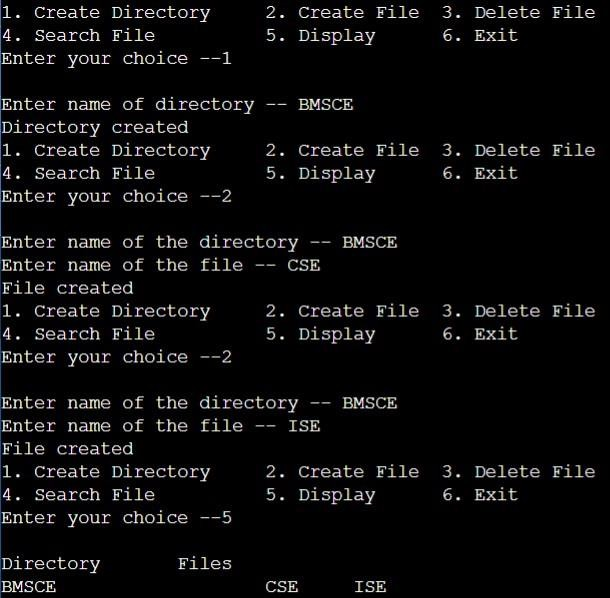 1. Create Directory 2. Create File 3. Delete File
4. Search File 5. Display 6. Exit
Enter your choice --1
Enter name of directory -- BMSCE
Directory created
1. Create Directory 2. Create File 3. Delete File
4. Search File 5. Display 6. Exit
Enter your choice --2
Enter name of the directory -- BMSCE
Enter name of the file -- CSE
File created
1. Create Directory 2. Create File 3. Delete File
4. Search File 5. Display 6. Exit
Enter your choice --2
Enter name of the directory -- BMSCE
Enter name of the file -- ISE
File created
1. Create Directory 2. Create File 3. Delete File
4. Search File 5. Display 6. Exit
Enter your choice --5
Directory Files
BMSCE CSE ISE